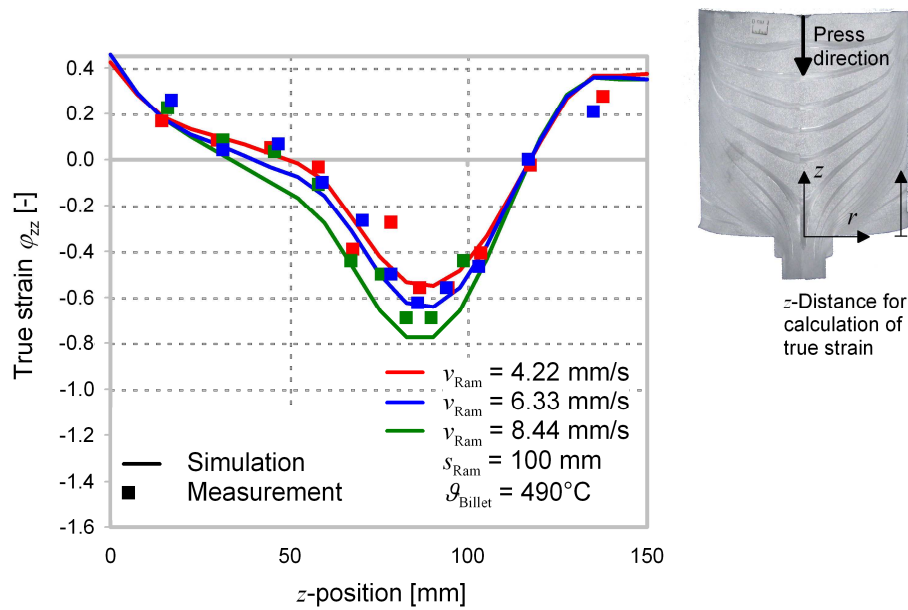 True strain φzz [-]
0.4
0.2
0.0
-0.2
-0.4
-0.6
-0.8
-1.0
-1.2
-1.4
-1.6
0
50
100
150
z-position [mm]
vRam = 4.22 mm/s
vRam = 6.33 mm/s
vRam = 8.44 mm/s
sRam = 100 mm
ϑBillet = 490°C
Simulation
Measurement
Press
direction
z
r
z-Distance for
calculation of
true strain